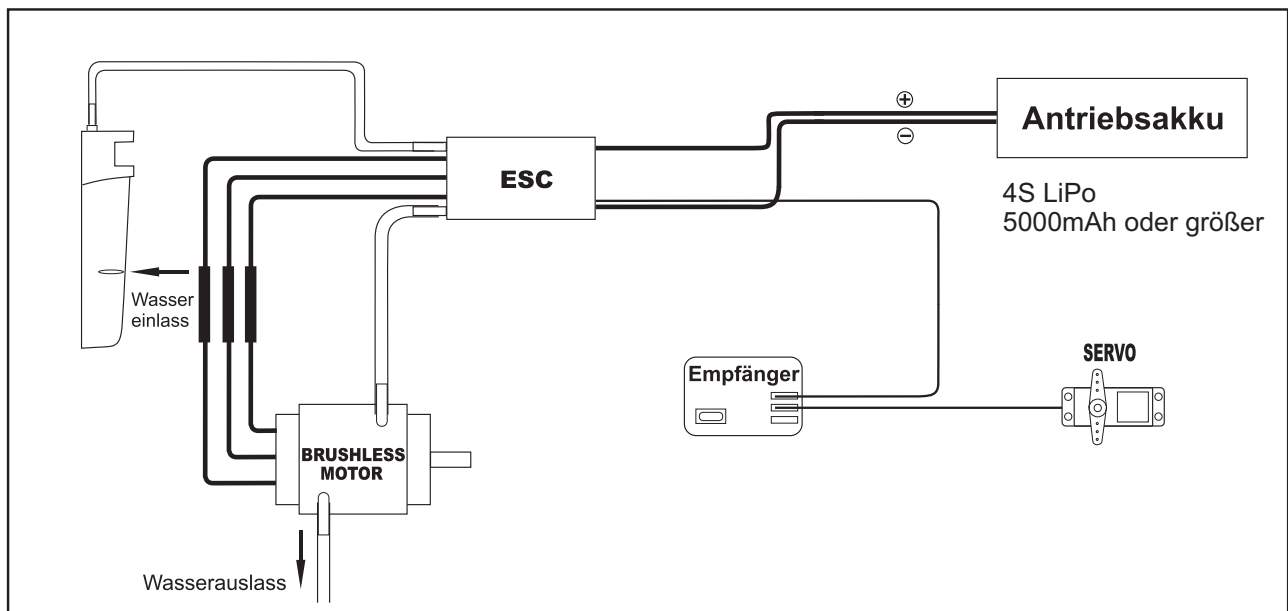 Antriebsakku
ESC
4S LiPo
5000mAh oder größer
Wasser
einlass
SERVO
Empfänger
BRUSHLESS
MOTOR
Wasserauslass